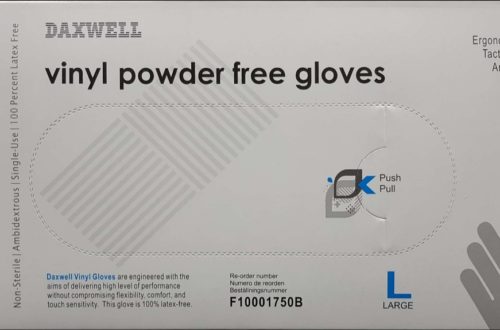 DAXWELL
vinyl powder free gloves
Non-Sterile | Ambidextrous | Single-Use | 100 Percent Latex Free
Ergono
Tact
Push
Pull
Daxwell Vinyl Gloves are engineered with the
aims of delivering high level of performance
without compromising flexibility, comfort, and
touch sensitivity. This glove is 100% latex-free.
Re-order number
Numero de reorden
Beställningsnummer
F10001750B
L
LARGE